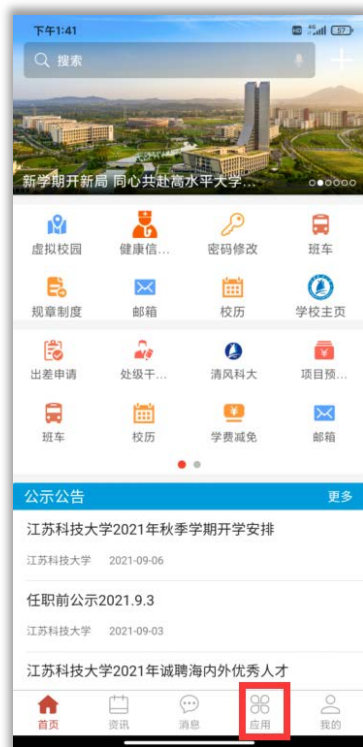 下午1:41
HD 4G 57
搜索
新学期开新局 同心共赴高水平大学...
虚拟校园 健康信... 密码修改 班车
规章制度 邮箱 校历 学校主页
出差申请 处级干... 清风科大 项目预...
班车 校历 学费减免 邮箱
公示公告 更多
江苏科技大学2021年秋季学期开学安排
江苏科技大学 2021-09-06
任职前公示2021.9.3
江苏科技大学 2021-09-03
江苏科技大学2021年诚聘海内外优秀人才
首页 资讯 消息 应用 我的